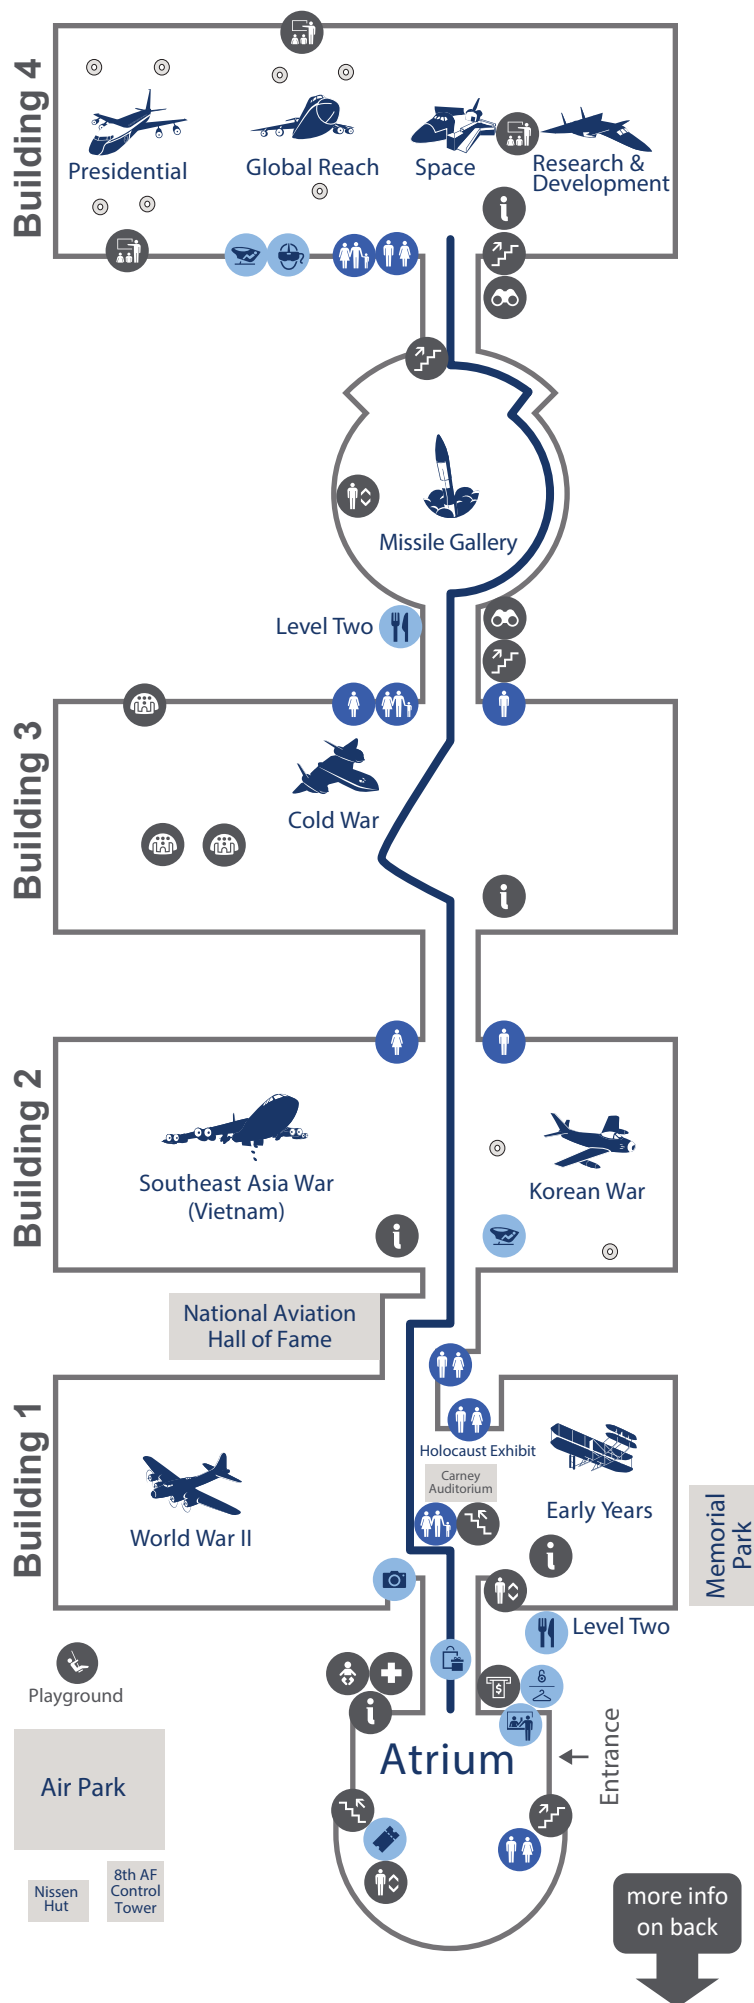 Building 4
Presidential
Global Reach
Space
Research &
Development
Missile Gallery
Level Two
Building 3
Cold War
Building 2
Southeast Asia War
(Vietnam)
Korean War
National Aviation
Hall of Fame
Building 1
Holocaust Exhibit
Carney
Auditorium
World War II
Early Years
Memorial
Park
Level Two
Playground
$
Atrium
Entrance
Air Park
Nissen
Hut
8th AF
Control
Tower
more info
on back